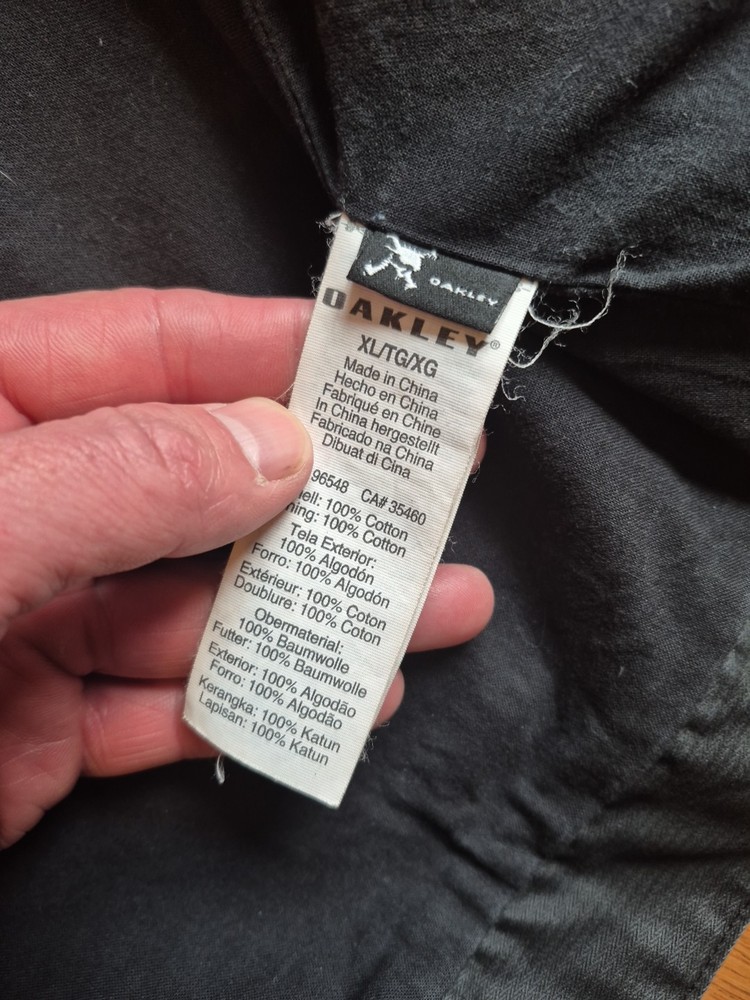 OAKLEY
OAKLEY®
XL/TG/XG
Made in China
Hecho en China
Fabriqué en Chine
In China hergestellt
Fabricado na China
Dibuat di Cina
96548 CA# 35460
100% Cotton
100% Cotton
Tela Exterior:
100% Algodón
Forro: 100% Algodón
Extérieur: 100% Coton
Doublure: 100% Coton
Obermaterial:
100% Baumwolle
Futter: 100% Baumwolle
Exterior: 100% Algodão
Forro: 100% Algodão
Kerangka: 100% Katun
Lapisan: 100% Katun